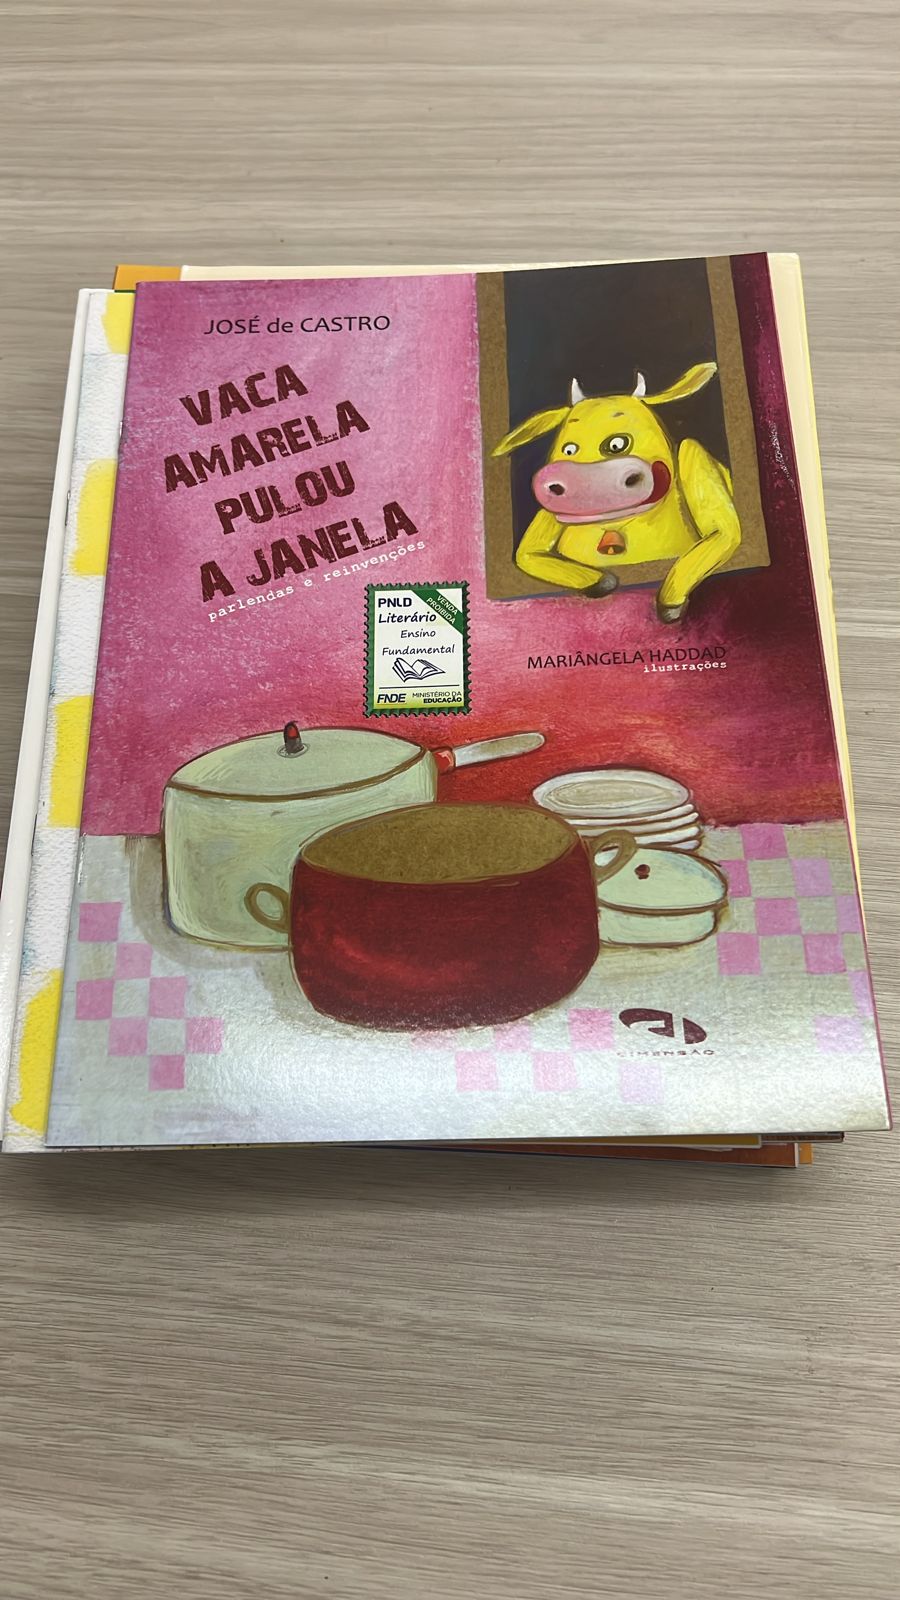 JOSÉ de CASTRO
VACA
AMARELA
PULOU
A JANELA
parlendas e reinvenções
PNLD
Literário
VENDA
PROIBIDA
Ensino
Fundamental
FNDE
MINISTÉRIO DA
EDUCAÇÃO
MARIÂNGELA HADDAD
ilustrações
DIMENSÃO